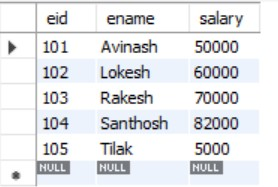 eid ename salary
101 Avinash 50000
102 Lokesh 60000
103 Rakesh 70000
104 Santhosh 82000
105 Tilak 5000
NULL NULL NULL